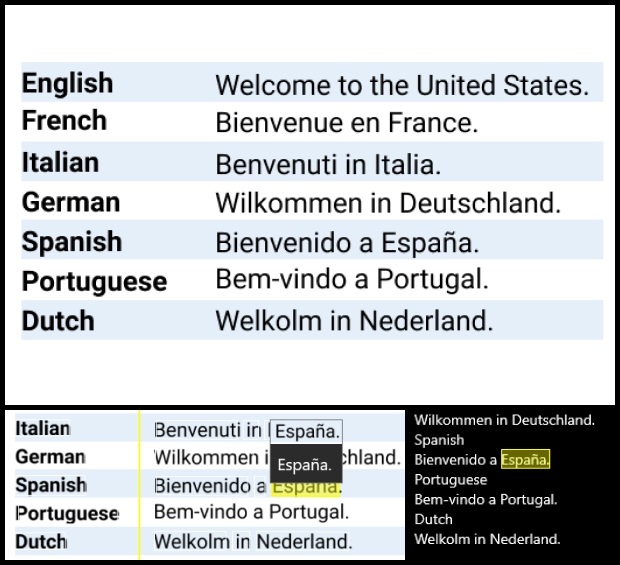 English Welcome to the United States.
French Bienvenue en France.
Italian Benvenuti in Italia.
German Wilkommen in Deutschland.
Spanish Bienvenido a España.
Portuguese Bem-vindo a Portugal.
Dutch Welkolm in Nederland.
Italian Benvenuti in España.
German Wilkommen i España. chland.
Spanish Bienvenido a España.
Portuguese Bem-vindo a Portugal.
Dutch Welkolm in Nederland.
Wilkommen in Deutschland.
Spanish
Bienvenido a España.
Portuguese
Bem-vindo a Portugal.
Dutch
Welkolm in Nederland.